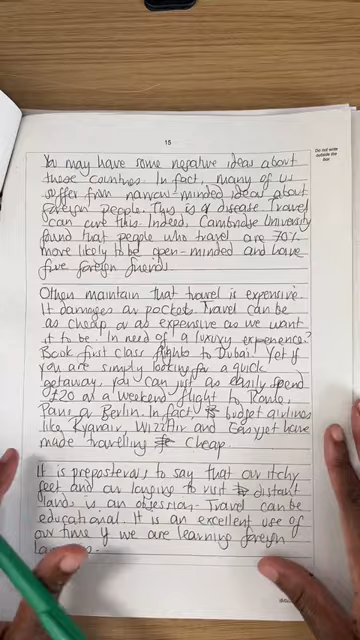 15
Do not write
outside the
box
You may have some negative ideas about
these countries. In fact, many of us
suffer from narrow-minded ideas about
foreign people. This is a disease. Travel
can cure this. Indeed, Cambridge University
found that people who travel are 70%
more likely to be open-minded and have
five foreign friends.
Others maintain that travel is expensive.
It damages our pockets. Travel can be
as cheap or as expensive as we want
it to be. In need of a luxury experience?
Book first class flights to Dubai. Yet if
you are simply looking for a quick
getaway, you can just as easily spend
£20 on a weekend flight to Rome,
Paris or Berlin. In fact, budget airlines
like Ryanair, WizzAir and Easyjet have
made travelling cheap.
It is preposterous to say that our itchy
feet and our longing to visit distant
lands is an obsession. Travel can be
educational. It is an excellent use of
our time if we are learning foreign